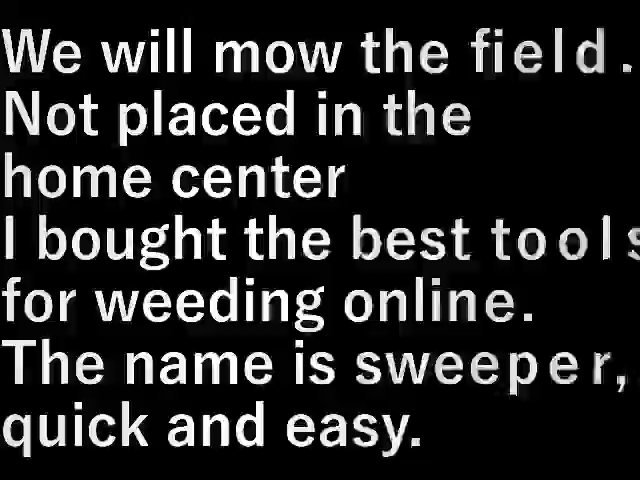 We will mow the field.
Not placed in the
home center
I bought the best tools
for weeding online.
The name is sweeper,
quick and easy.